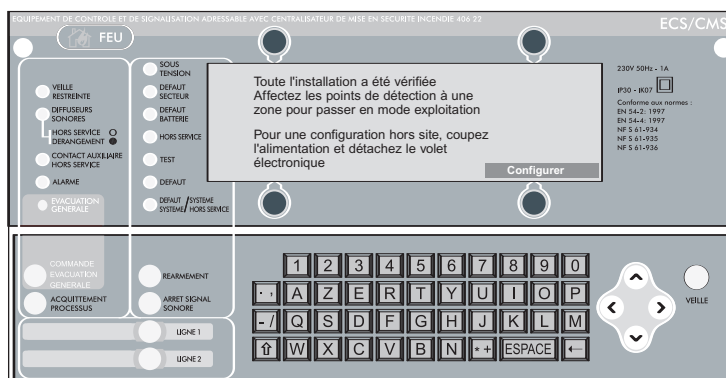 EQUIPEMENT DE CONTROLE ET DE SIGNALISATION ADRESSABLE AVEC CENTRALISATEUR DE MISE EN SECURITE INCENDIE 406 22
ECS/CMS
FEU
VEILLE
RESTREINTE
DIFFUSEURS
SONORES
HORS SERVICE
DERANGEMENT
CONTACT AUXILIAIRE
HORS SERVICE
ALARME
EVACUATION
GENERALE
SOUS
TENSION
DEFAUT
SECTEUR
DEFAUT
BATTERIE
HORS SERVICE
TEST
DEFAUT
DEFAUT / SYSTEME
SYSTEME / HORS SERVICE
Toute l'installation a été vérifiée
Affectez les points de détection à une
zone pour passer en mode exploitation
Pour une configuration hors site, coupez
l'alimentation et détachez le volet
électronique
Configurer
230V 50Hz - 1A
IP30 - IK07
Conforme aux normes :
EN 54-2: 1997
EN 54-4: 1997
NF S 61-934
NF S 61-935
NF S 61-936
COMMANDE
EVACUATION
GENERALE
ACQUITTEMENT
PROCESSUS
REARMEMENT
ARRET SIGNAL
SONORE
LIGNE 1
LIGNE 2
1 2 3 4 5 6 7 8 9 0
. , A Z E R T Y U I O P
- / Q S D F G H J K L M
⇧ W X C V B N * + ESPACE ←
VEILLE